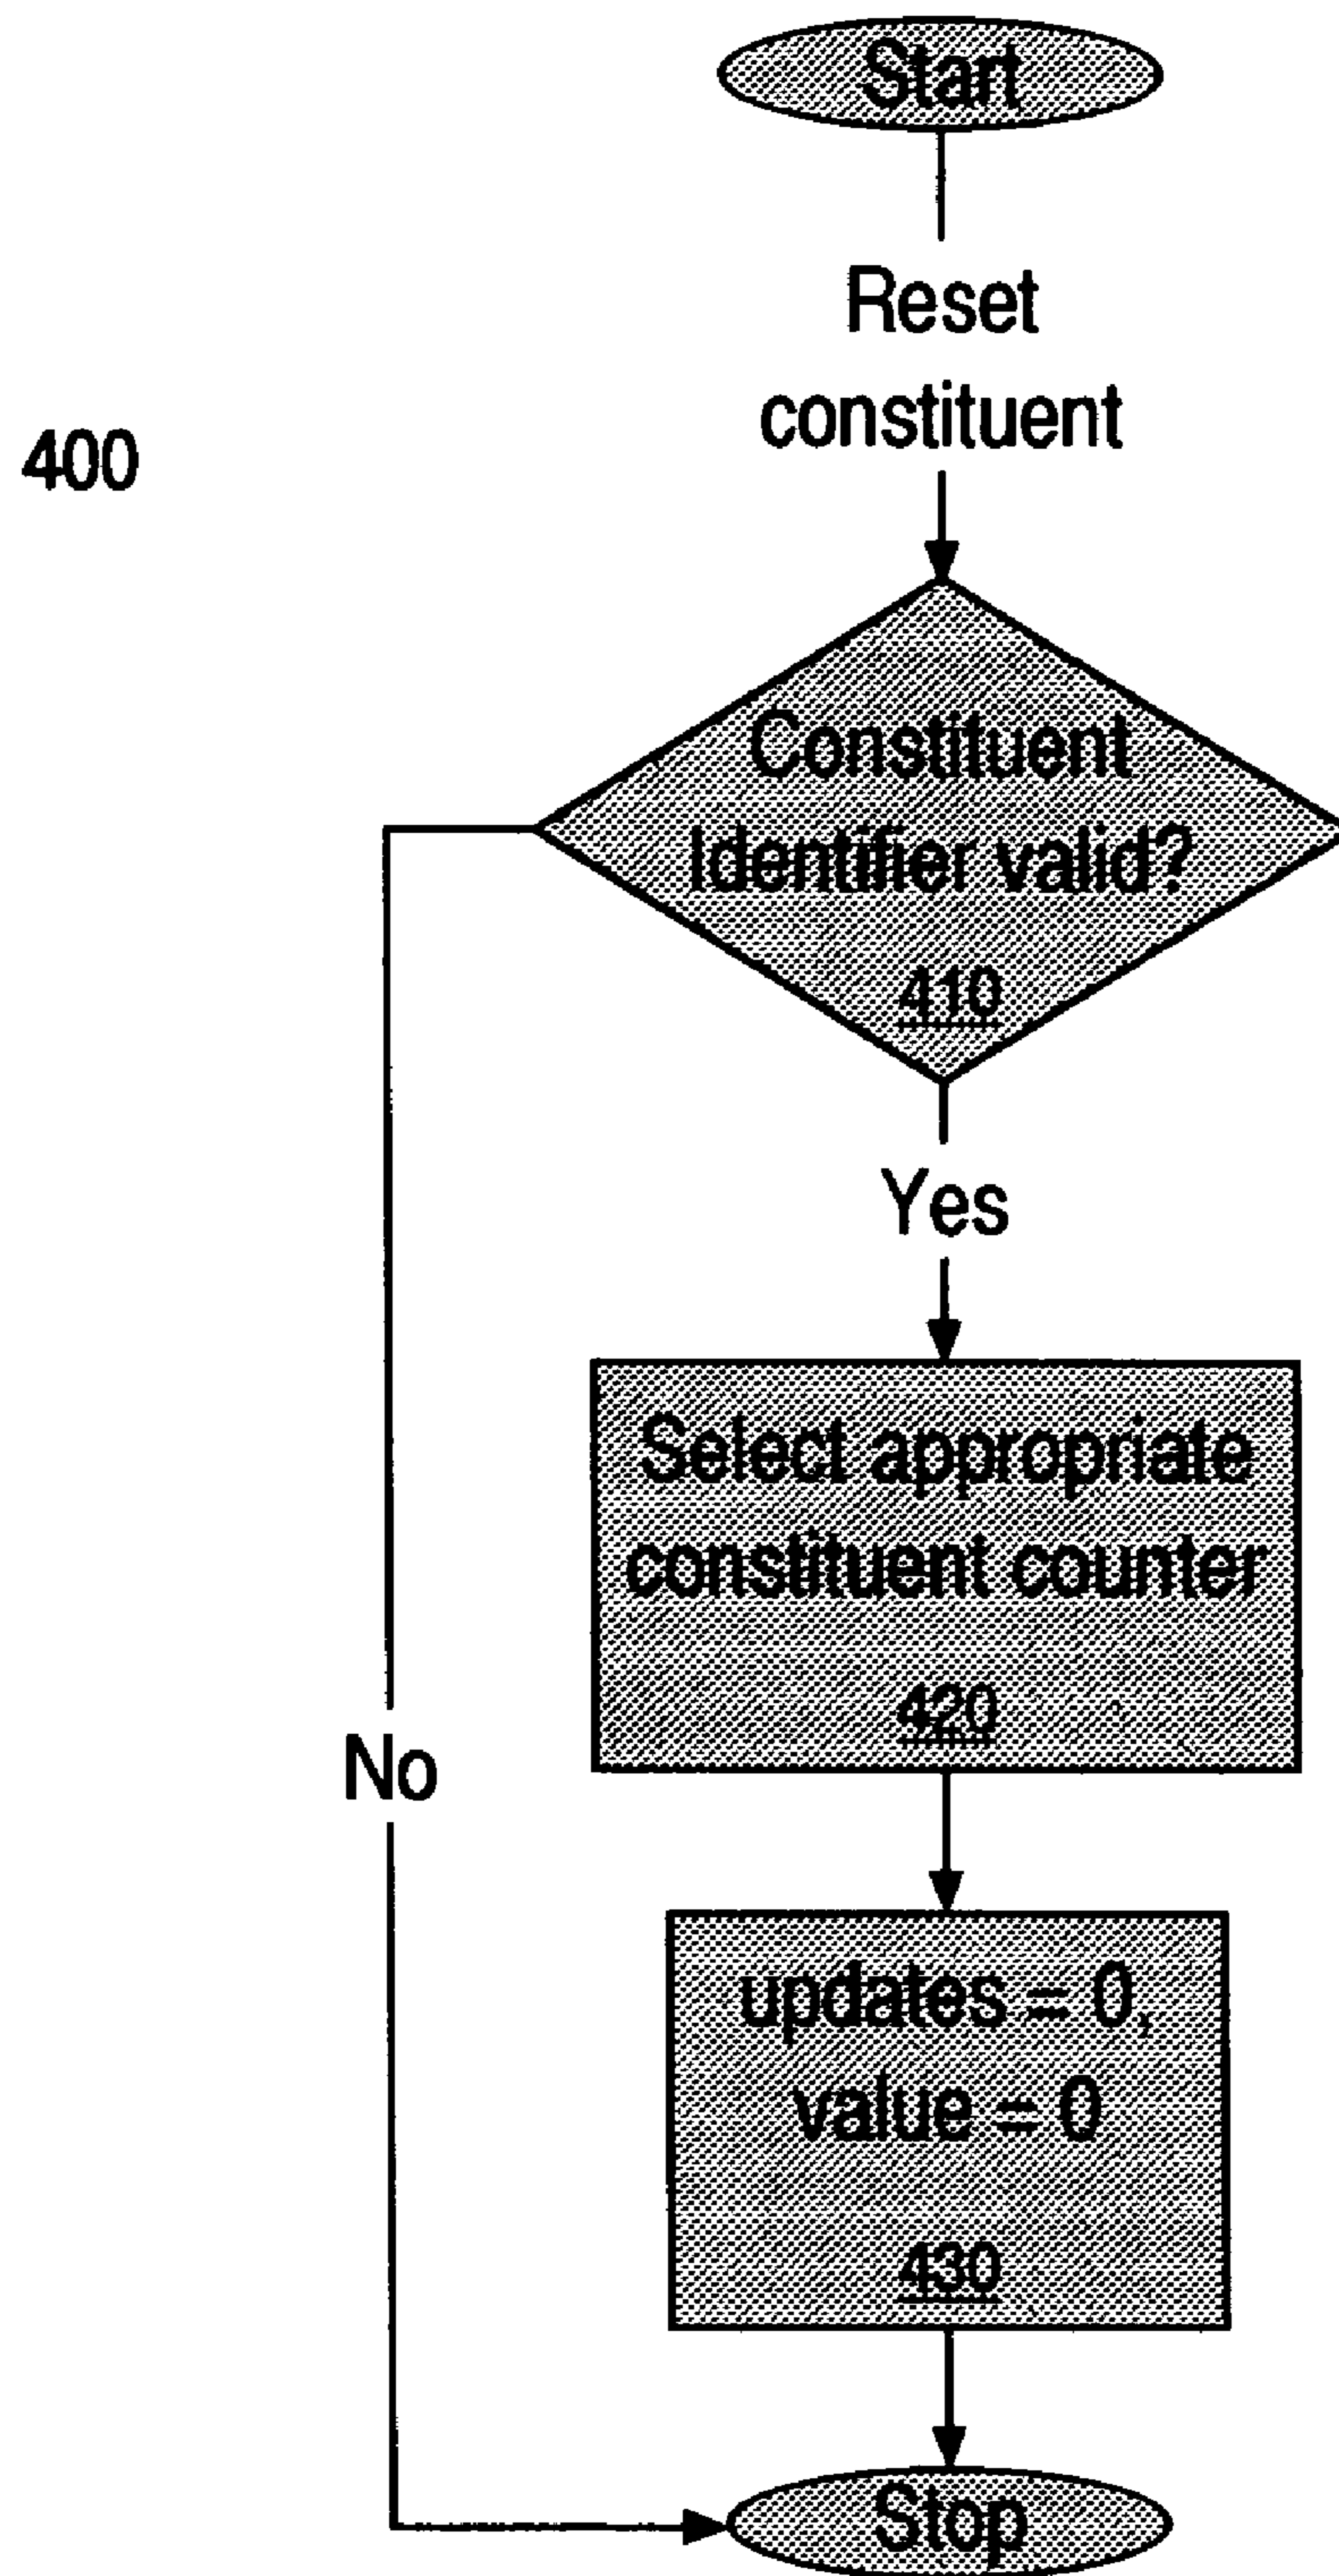 Start
Reset
constituent
400
Constituent
Identifier valid?
410
Yes
Select appropriate
constituent counter
420
No
updates = 0,
value = 0
430
Stop